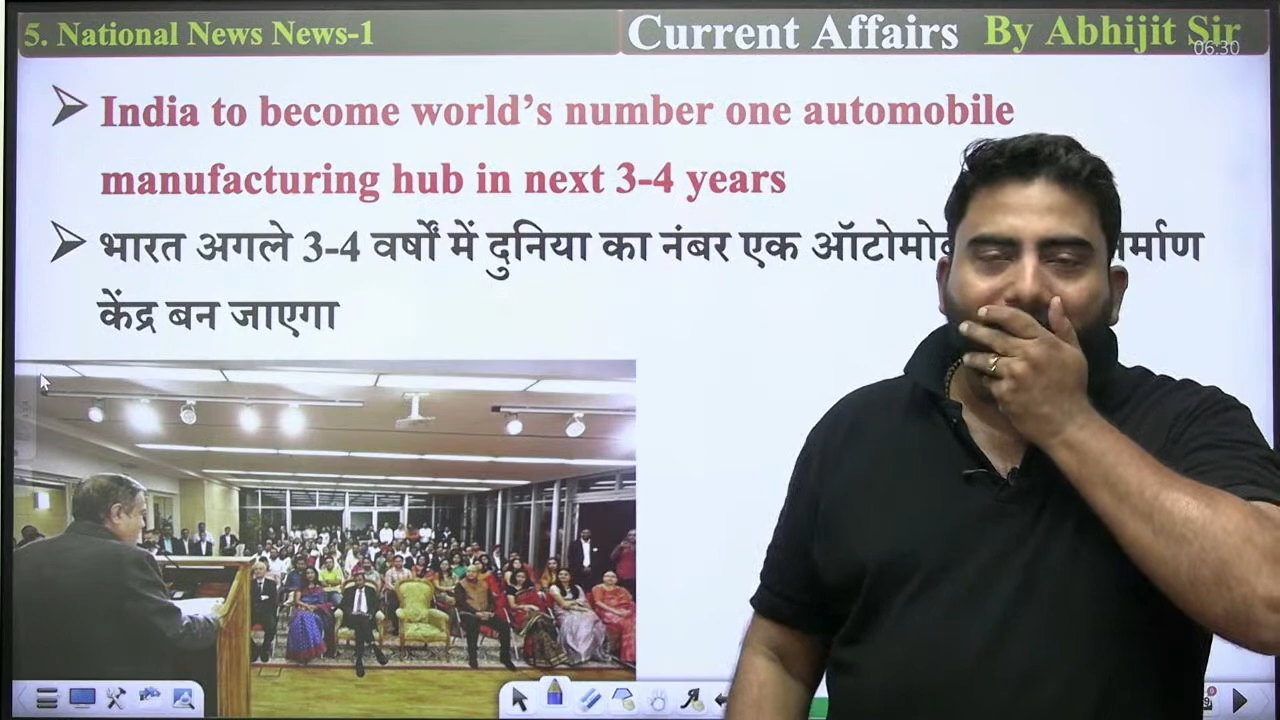 5. National News News-1
Current Affairs By Abhijit Sir
06:30
India to become world's number one automobile
manufacturing hub in next 3-4 years
भारत अगले 3-4 वर्षों में दुनिया का नंबर एक
केंद्र बन जाएगा